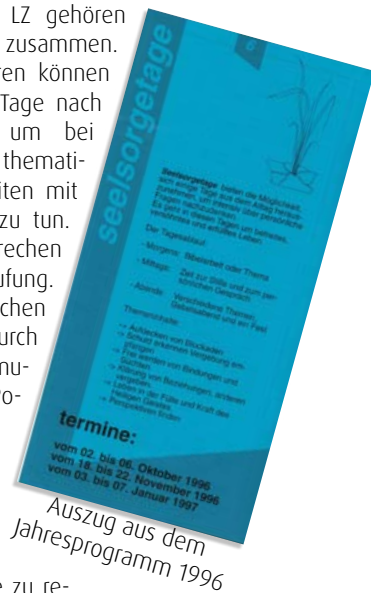 LZ gehören
zusammen.
ren können
Tage nach
um bei
themati-
iten mit
zu tun.
rechen
ufung.
chen
urch
nu-
o-
e zu re-
seelsorgetage
6
Seelsorgetage bieten die Möglichkeit,
sich einige Tage aus dem Alltag heraus-
zunehmen, um intensiv über persönliche
Fragen nachzudenken.
Es geht in diesen Tagen um befreites,
versöhntes und erfülltes Leben.
Der Tagesablauf:
- Morgens: Bibelarbeit oder Thema
- Mittags: Zeit zur Stille und zum per-
sönlichen Gespräch
- Abends: Verschiedene Themen,
Gebetsabend und ein Fest
Themeninhalte:
-> Aufdecken von Blockaden
-> Schuld erkennen Vergebung em-
pfangen
-> Frei werden von Bindungen und
Flüchen
-> Klärung von Beziehungen, anderen
vergeben
-> Leben in der Fülle und Kraft des
Heiligen Geistes
-> Perspektiven finden
termine:
vom 02. bis 06. Oktober 1996
vom 18. bis 22. November 1996
vom 03. bis 07. Januar 1997
Auszug aus dem
Jahresprogramm 1996